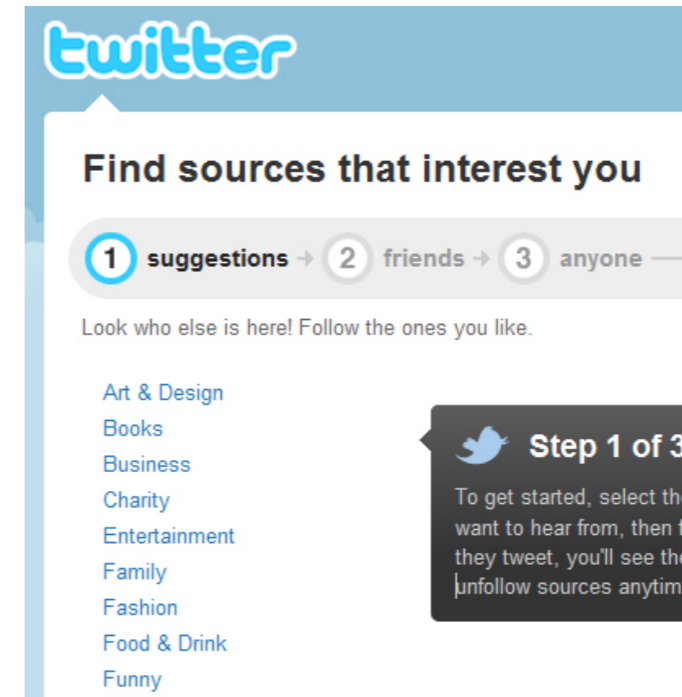 twitter
Find sources that interest you
1 suggestions → 2 friends → 3 anyone
Look who else is here! Follow the ones you like.
Art & Design
Books
Business
Charity
Entertainment
Family
Fashion
Food & Drink
Funny
Step 1 of 3
To get started, select the
want to hear from, then
they tweet, you'll see
unfollow sources